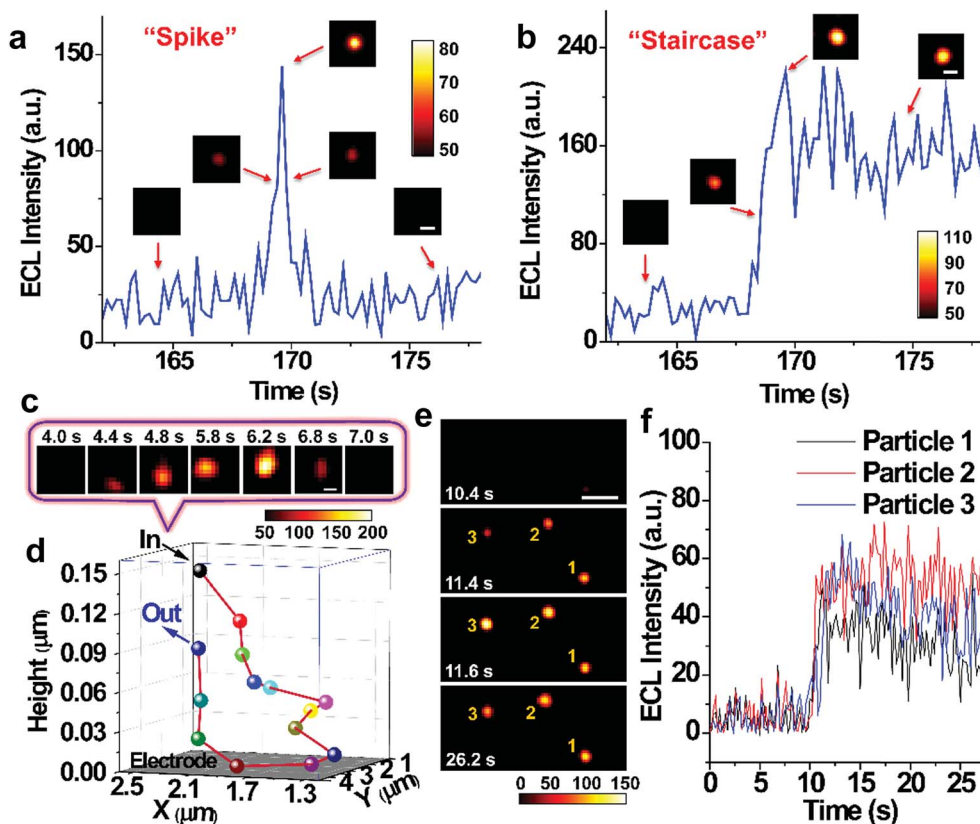 a
"Spike"
ECL Intensity (a.u.)
150
100
50
0
165
170
175
Time (s)
80
70
60
50
b
"Staircase"
ECL Intensity (a.u.)
240
160
80
0
165
170
175
Time (s)
110
90
70
50
c
4.0 s 4.4 s 4.8 s 5.8 s 6.2 s 6.8 s 7.0 s
50 100 150 200
d
In
Out
Height (μm)
0.15
0.12
0.09
0.06
0.03
0.00
Electrode
2.5 2.1 1.7 1.3
X (μm)
4 3 2 1
Y (μm)
e
10.4 s
3 2 1
11.4 s
3 2 1
11.6 s
3 2 1
26.2 s
0 50 100 150
f
Particle 1
Particle 2
Particle 3
ECL Intensity (a.u.)
100
80
60
40
20
0
0 5 10 15 20 25
Time (s)